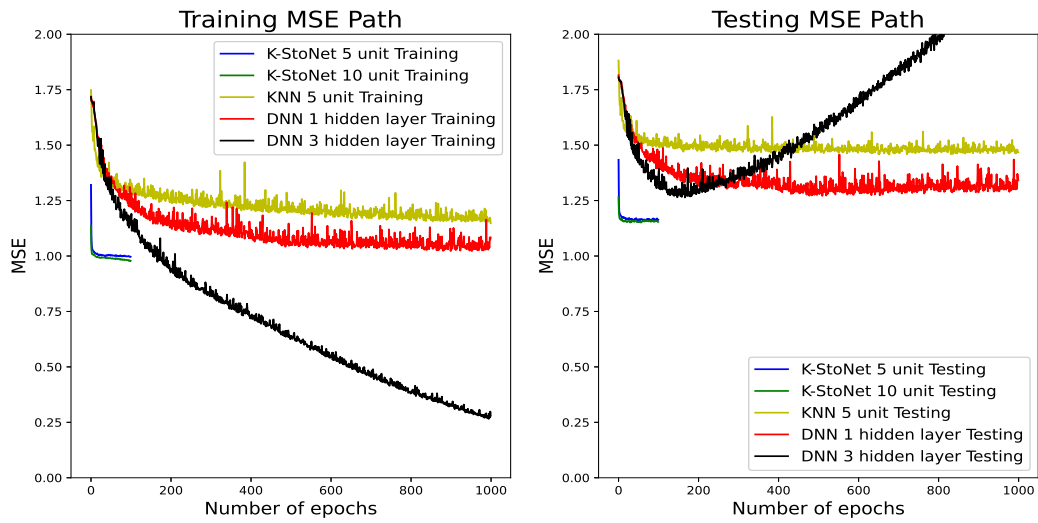 Training MSE Path
2.00
1.75
1.50
1.25
1.00
0.75
0.50
0.25
0.00
MSE
K-StoNet 5 unit Training
K-StoNet 10 unit Training
KNN 5 unit Training
DNN 1 hidden layer Training
DNN 3 hidden layer Training
0 200 400 600 800 1000
Number of epochs
Testing MSE Path
2.00
1.75
1.50
1.25
1.00
0.75
0.50
0.25
0.00
MSE
K-StoNet 5 unit Testing
K-StoNet 10 unit Testing
KNN 5 unit Testing
DNN 1 hidden layer Testing
DNN 3 hidden layer Testing
0 200 400 600 800 1000
Number of epochs